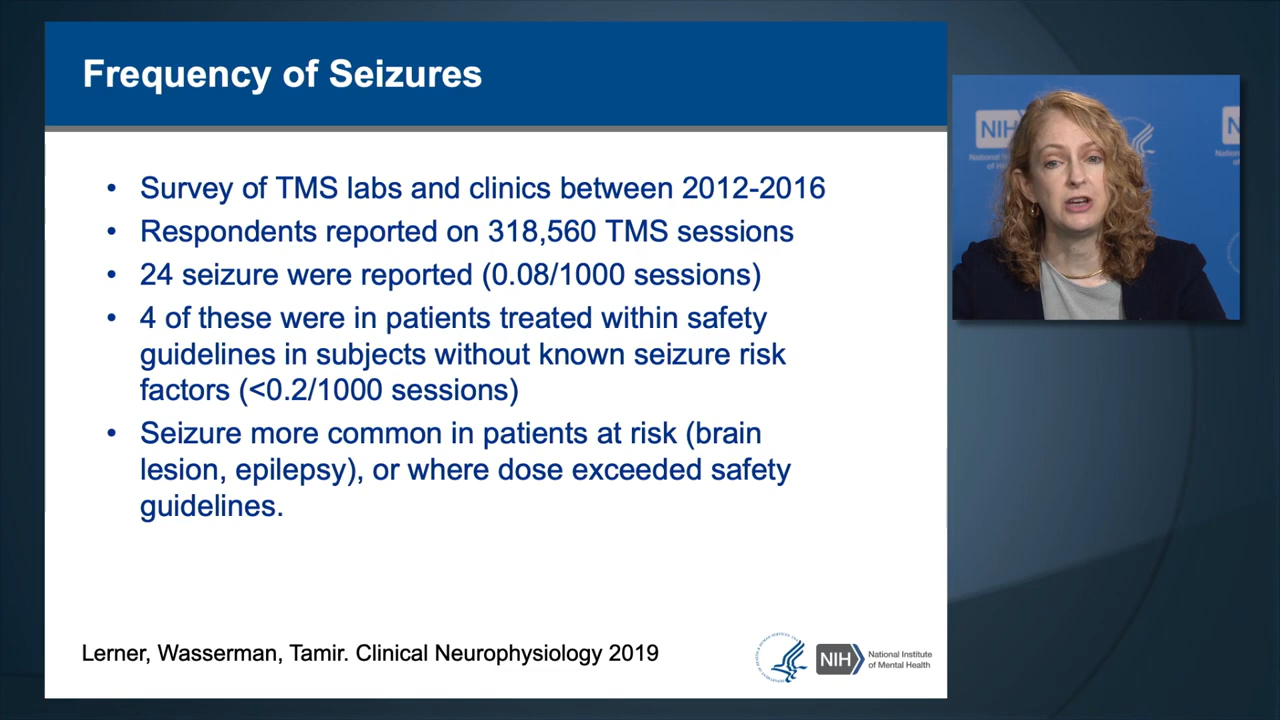 Frequency of Seizures
• Survey of TMS labs and clinics between 2012-2016
• Respondents reported on 318,560 TMS sessions
• 24 seizure were reported (0.08/1000 sessions)
• 4 of these were in patients treated within safety
guidelines in subjects without known seizure risk
factors (<0.2/1000 sessions)
• Seizure more common in patients at risk (brain
lesion, epilepsy), or where dose exceeded safety
guidelines.
Lerner, Wasserman, Tamir. Clinical Neurophysiology 2019
NIH
National Institute
of Mental Health
NIH